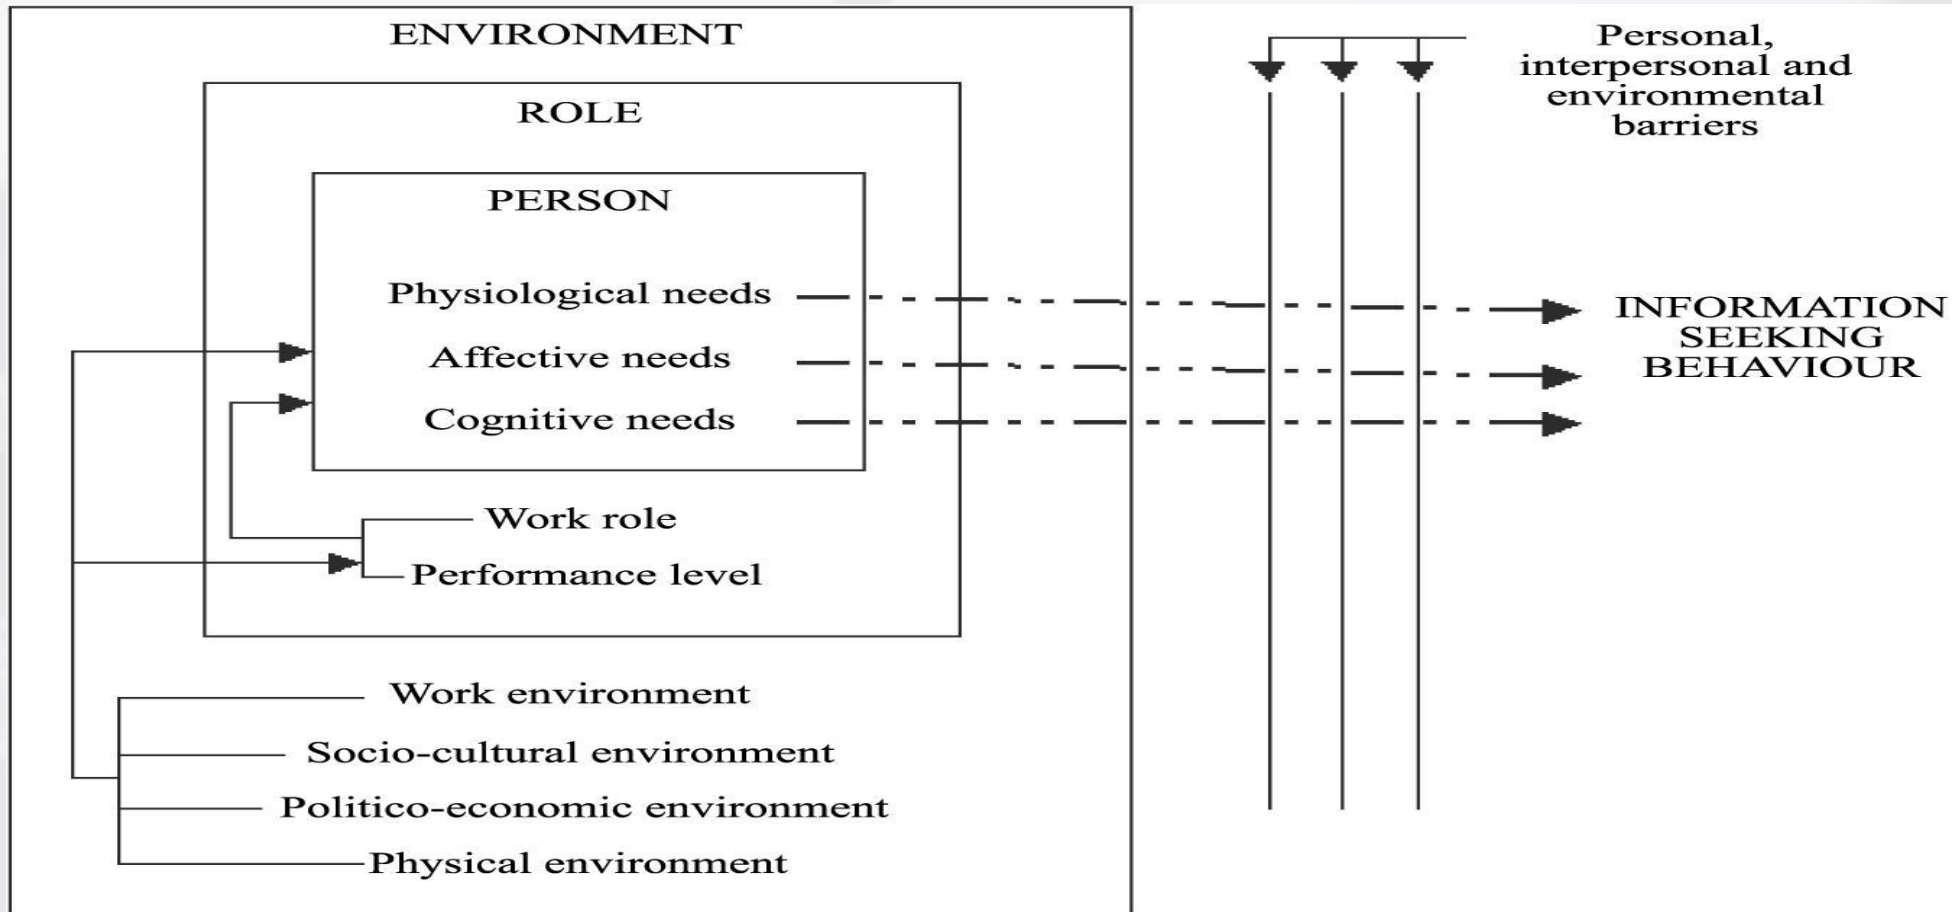 ENVIRONMENT
ROLE
PERSON
Physiological needs
Affective needs
Cognitive needs
Work role
Performance level
Work environment
Socio-cultural environment
Politico-economic environment
Physical environment
Personal,
interpersonal and
environmental
barriers
INFORMATION
SEEKING
BEHAVIOUR